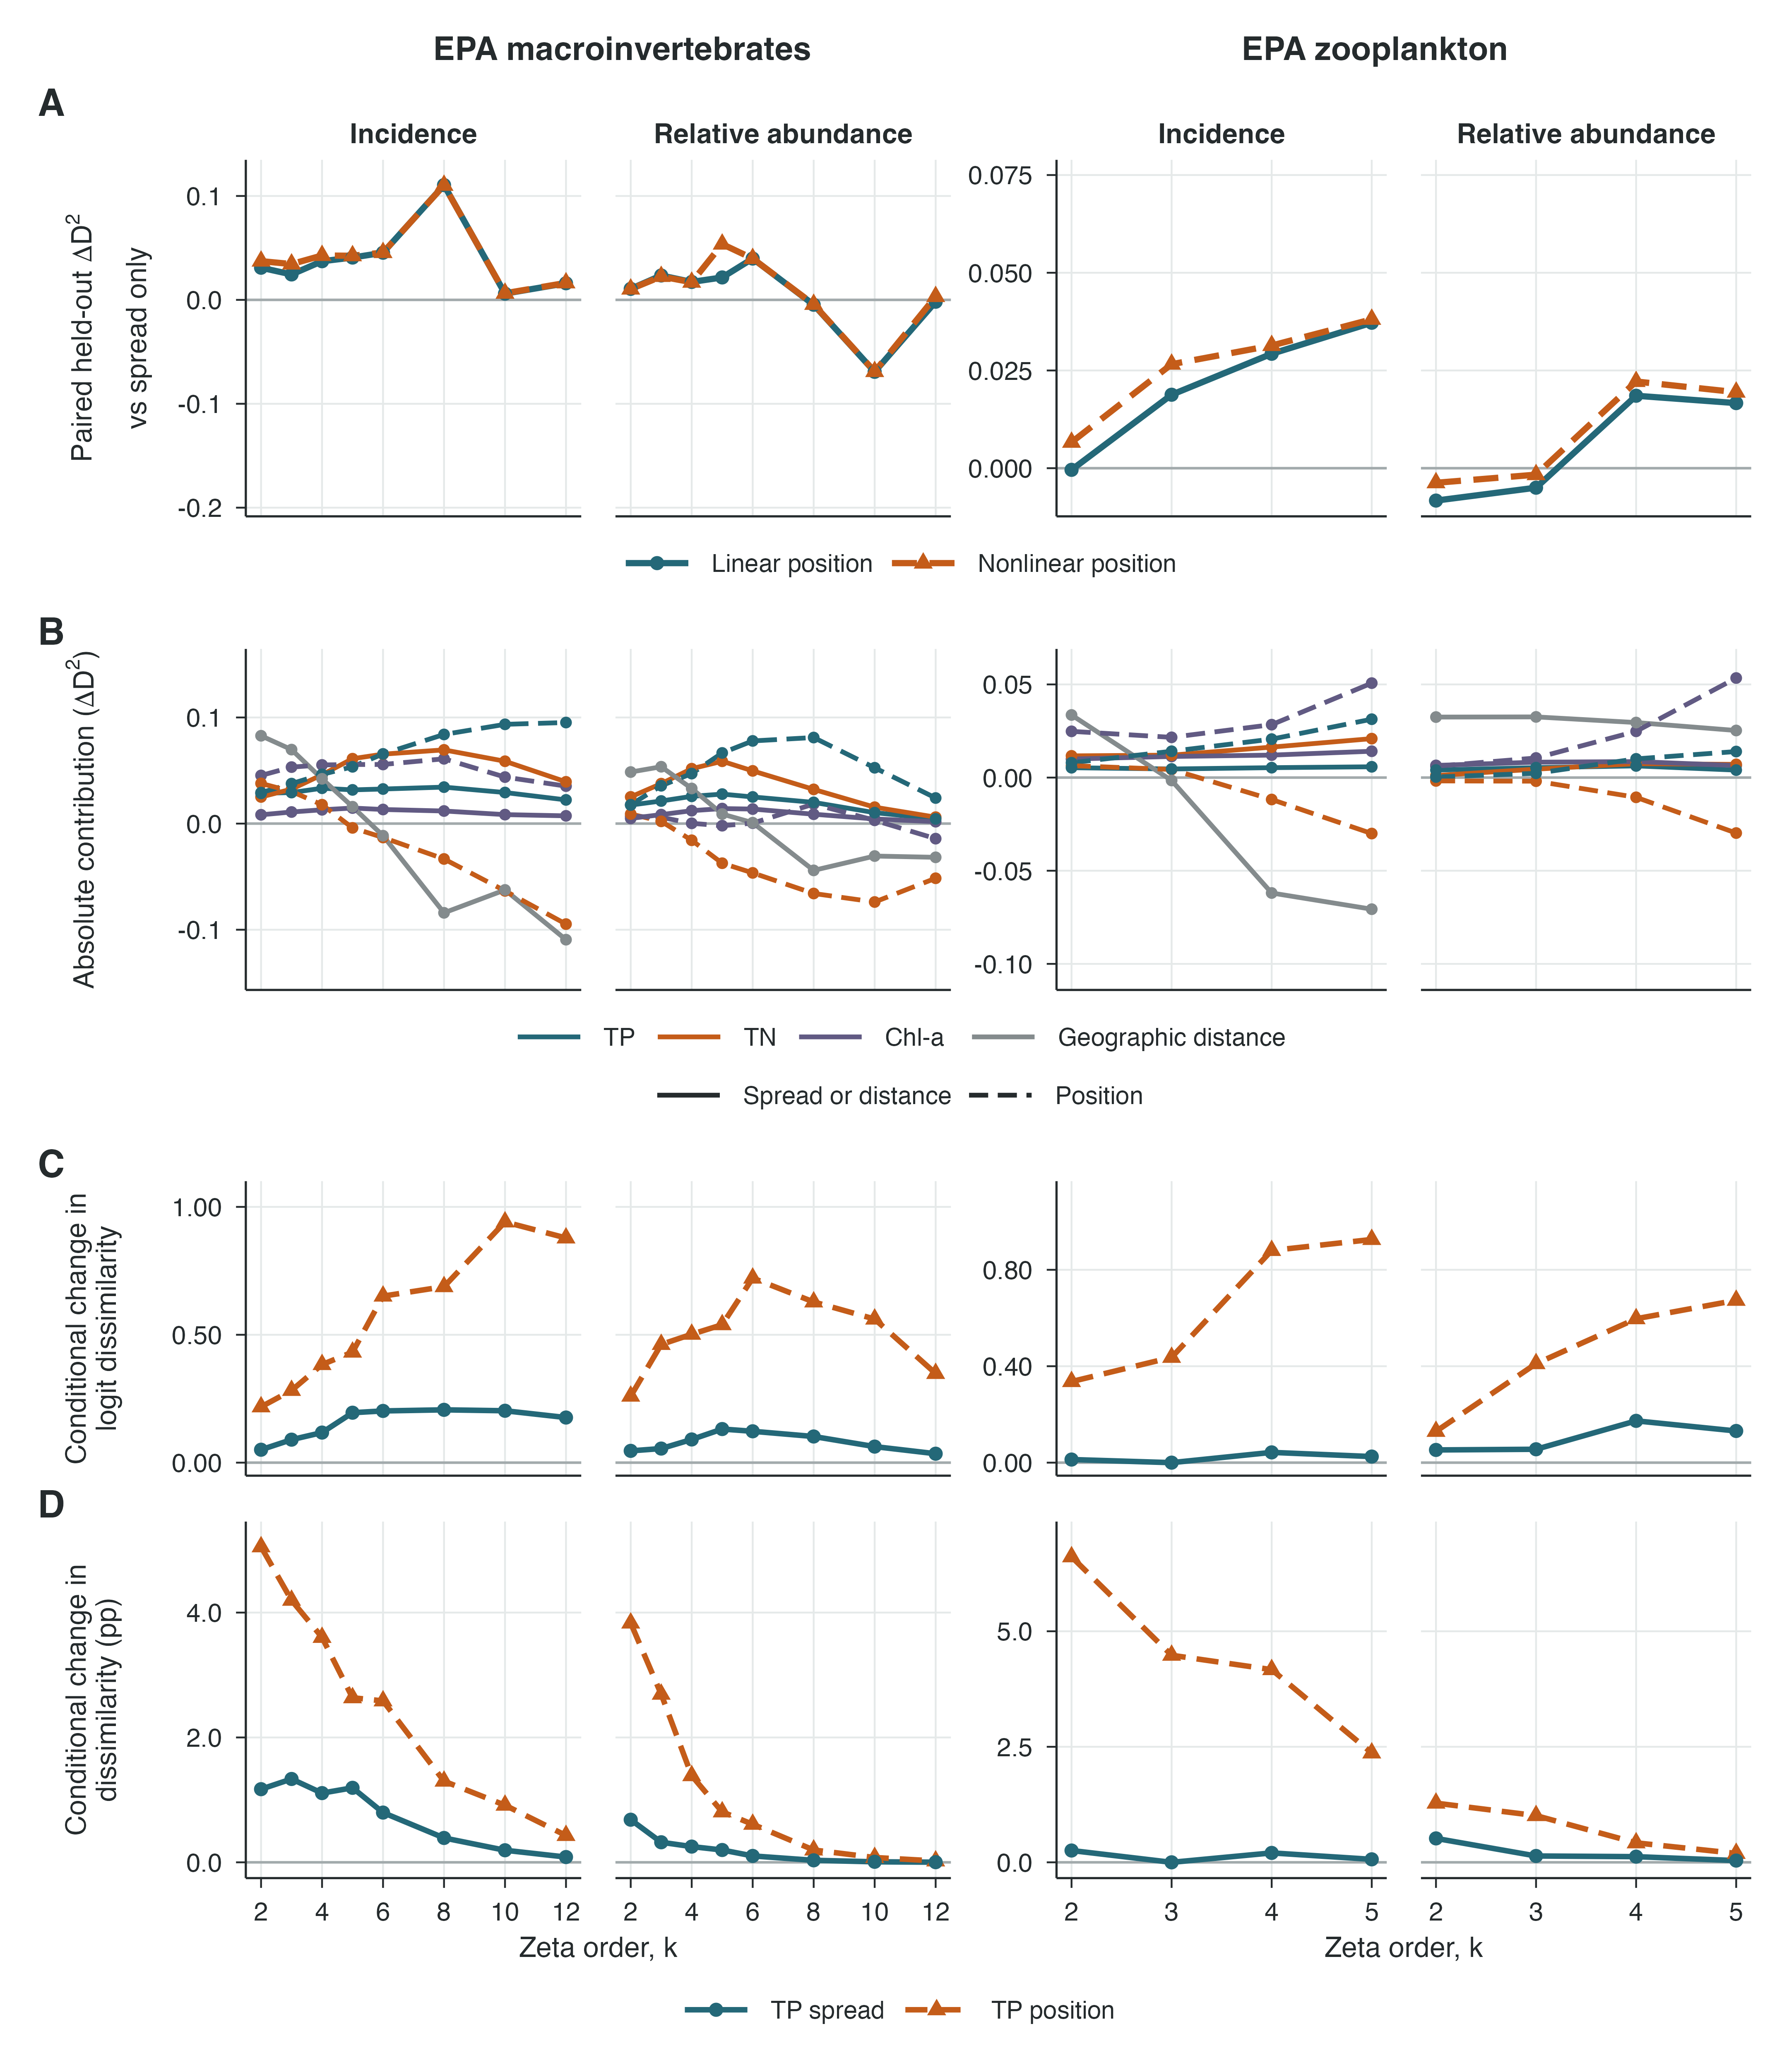 EPA macroinvertebrates
EPA zooplankton
A
Incidence
Relative abundance
Incidence
Relative abundance
Paired held-out ΔD²
vs spread only
0.1
0.0
-0.1
-0.2
0.075
0.050
0.025
0.000
Linear position
Nonlinear position
B
Absolute contribution (ΔD²)
0.1
0.0
-0.1
0.05
0.00
-0.05
-0.10
TP
TN
Chl-a
Geographic distance
Spread or distance
Position
C
Conditional change in
logit dissimilarity
1.00
0.50
0.00
0.80
0.40
0.00
D
Conditional change in
dissimilarity (pp)
4.0
2.0
0.0
5.0
2.5
0.0
2 4 6 8 10 12
2 4 6 8 10 12
2 3 4 5
2 3 4 5
Zeta order, k
Zeta order, k
TP spread
TP position